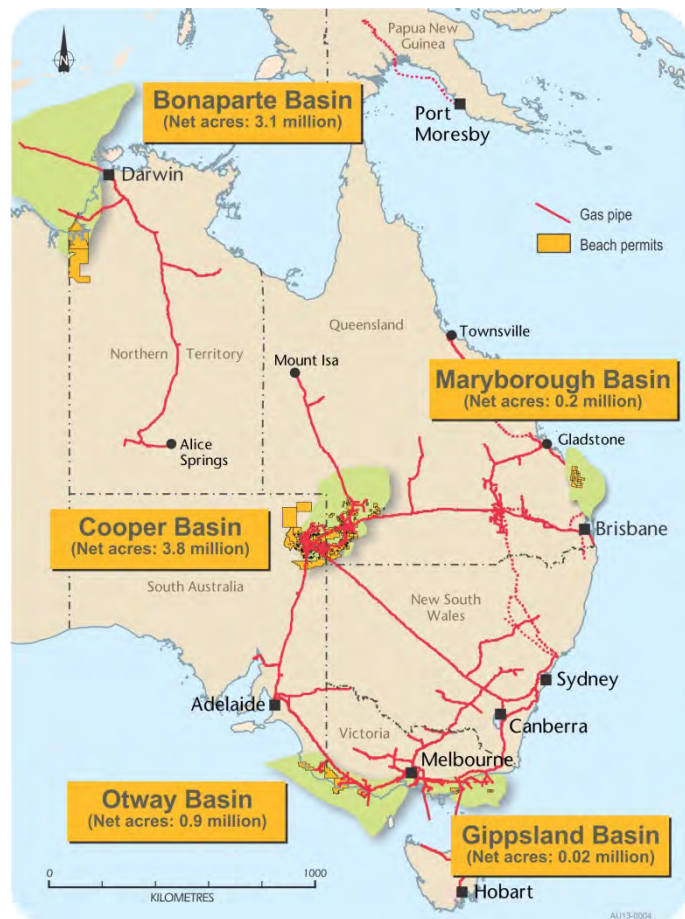 Papua New
Guinea
N
Bonaparte Basin
(Net acres: 3.1 million)
Port
Moresby
Darwin
Gas pipe
Beach permits
Queensland
Townsville
Northern Territory
Mount Isa
Maryborough Basin
(Net acres: 0.2 million)
Alice
Springs
Gladstone
Cooper Basin
(Net acres: 3.8 million)
Brisbane
South Australia
New South
Wales
Sydney
Adelaide
Canberra
Victoria
Melbourne
Otway Basin
(Net acres: 0.9 million)
Gippsland Basin
(Net acres: 0.02 million)
0 1000
KILOMETRES
Hobart
AU13-0004